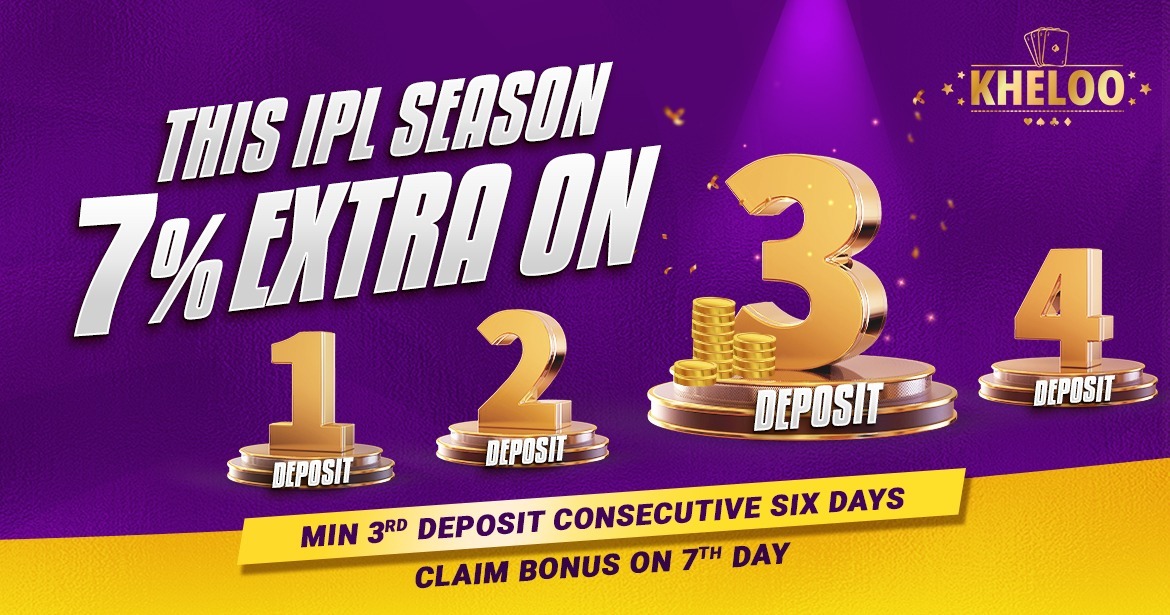 KHELOO
THIS IPL SEASON
7% EXTRA ON
1
DEPOSIT
2
DEPOSIT
3
DEPOSIT
4
DEPOSIT
MIN 3RD DEPOSIT CONSECUTIVE SIX DAYS
CLAIM BONUS ON 7TH DAY